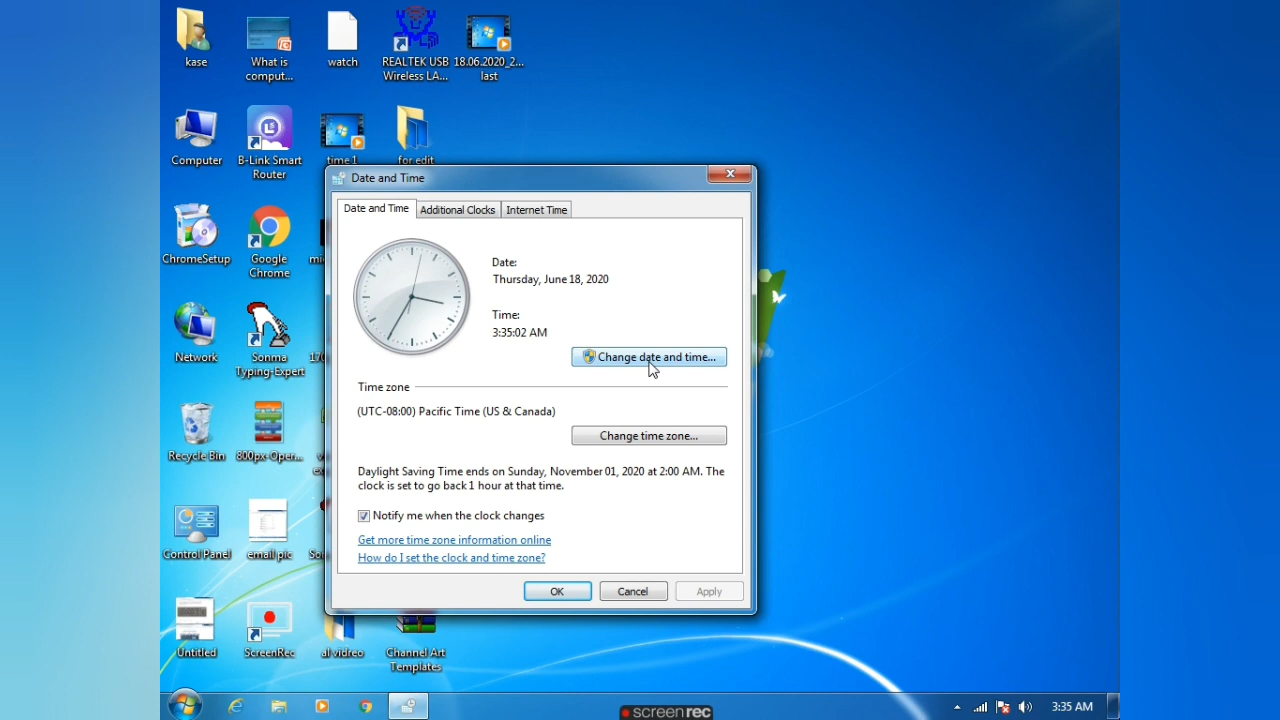 kase
What is
comput...
watch
REALTEK USB
Wireless LA...
18.06.2020_2...
last
Computer
B-Link Smart
Router
time 1
for edit
Date and Time
Date and Time
Additional Clocks
Internet Time
Date:
Thursday, June 18, 2020
Time:
3:35:02 AM
Change date and time...
Time zone
(UTC-08:00) Pacific Time (US & Canada)
Change time zone...
Daylight Saving Time ends on Sunday, November 01, 2020 at 2:00 AM. The
clock is set to go back 1 hour at that time.
Notify me when the clock changes
Get more time zone information online
How do I set the clock and time zone?
OK
Cancel
Apply
ChromeSetup
Google
Chrome
Network
Sonma
Typing-Expert
Recycle Bin
800px-Oper...
Control Panel
email pic
Untitled
ScreenRec
al vidreo
Channel Art
Templates
screenrec
3:35 AM